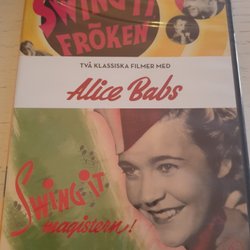 SWING IT
FRÖKEN
TVÅ KLASSISKA FILMER MED
Alice Babs
Swing it
magistern!